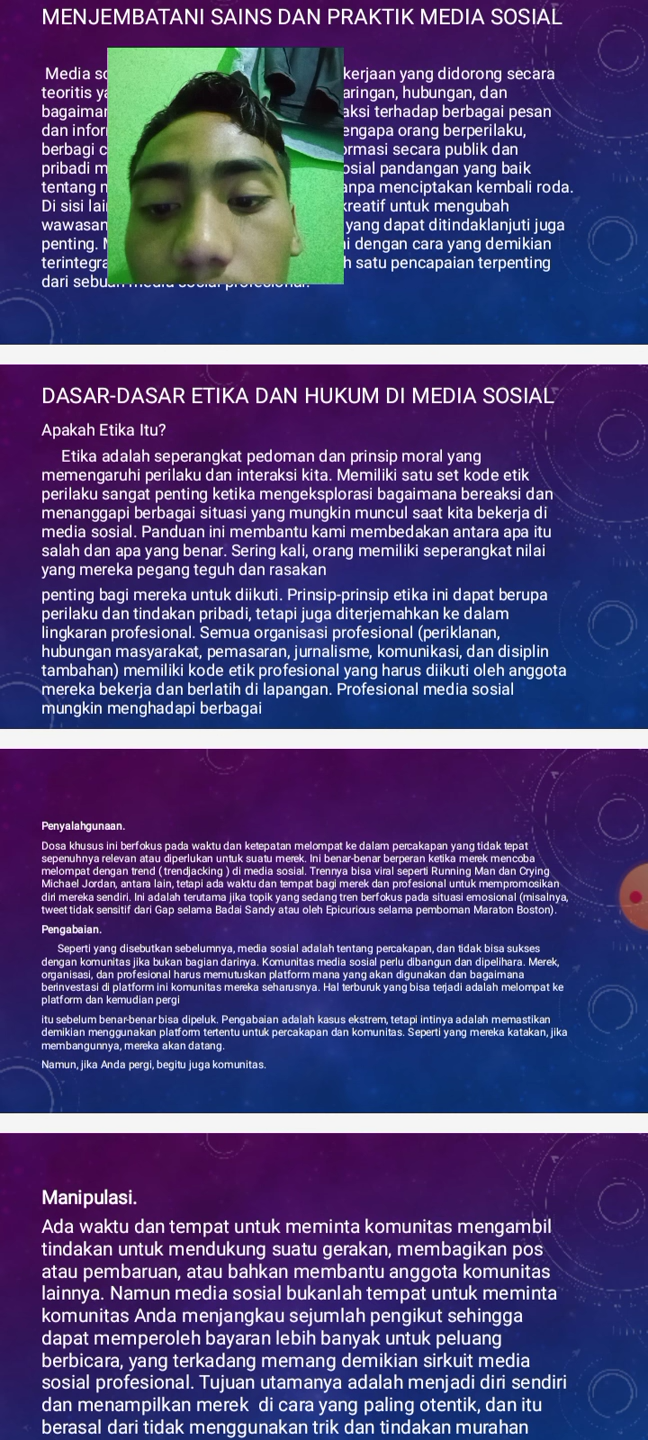 MENJEMBATANI SAINS DAN PRAKTIK MEDIA SOSIAL
Media kerjaan yang didorong secara
teoritis aringan, hubungan, dan
aksi terhadap berbagai pesan
dan engapa orang berperilaku,
berbagi ormasi secara publik dan
pribadi osial pandangan yang baik
tentang anpa menciptakan kembali roda.
Di sisi kreatif untuk mengubah
yang dapat ditindaklanjuti juga
penting. dengan cara yang demikian
satu pencapaian terpenting
dari sebuah media sosial profesional.
DASAR-DASAR ETIKA DAN HUKUM DI MEDIA SOSIAL
Apakah Etika Itu?
Etika adalah seperangkat pedoman dan prinsip moral yang
memengaruhi perilaku dan interaksi kita. Memiliki satu set kode etik
perilaku sangat penting ketika mengeksplorasi bagaimana bereaksi dan
menanggapi berbagai situasi yang mungkin muncul saat kita bekerja di
media sosial. Panduan ini membantu kami membedakan antara apa itu
salah dan apa yang benar. Sering kali, orang memiliki seperangkat nilai
yang mereka pegang teguh dan rasakan
penting bagi mereka untuk diikuti. Prinsip-prinsip etika ini dapat berupa
perilaku dan tindakan pribadi, tetapi juga diterjemahkan ke dalam
lingkaran profesional. Semua organisasi profesional (periklanan,
hubungan masyarakat, pemasaran, jurnalisme, komunikasi, dan disiplin
tambahan) memiliki kode etik profesional yang harus diikuti oleh anggota
mereka bekerja dan berlatih di lapangan. Profesional media sosial
mungkin menghadapi berbagai
Penyalahgunaan.
Dosa khusus ini berfokus pada waktu dan ketepatan melompat ke dalam percakapan yang tidak tepat
sepenuhnya relevan atau diperlukan untuk suatu merek. Ini benar-benar berperan ketika merek mencoba
melompat dengan trend ( trendjacking ) di media sosial. Trennya bisa viral seperti Running Man dan Crying
Michael Jordan, antara lain, tetapi ada waktu dan tempat bagi merek dan profesional untuk mempromosikan
diri mereka sendiri. Ini adalah terutama jika topik yang sedang tren berfokus pada situasi emosional (misalnya,
tweet tidak sensitif dari Gap selama Badai Sandy atau oleh Epicurious selama pemboman Maraton Boston).
Pengabaian.
Seperti yang disebutkan sebelumnya, media sosial adalah tentang percakapan, dan tidak bisa sukses
dengan komunitas jika bukan bagian darinya. Komunitas media sosial perlu dibangun dan dipelihara. Merek,
organisasi, dan profesional harus memutuskan platform mana yang akan digunakan dan bagaimana
berinvestasi di platform ini komunitas mereka seharusnya. Hal terburuk yang bisa terjadi adalah melompat ke
platform dan kemudian pergi
itu sebelum benar-benar bisa dipeluk. Pengabaian adalah kasus ekstrem, tetapi intinya adalah memastikan
demikian menggunakan platform tertentu untuk percakapan dan komunitas. Seperti yang mereka katakan, jika
membangunnya, mereka akan datang.
Namun, jika Anda pergi, begitu juga komunitas.
Manipulasi.
Ada waktu dan tempat untuk meminta komunitas mengambil
tindakan untuk mendukung suatu gerakan, membagikan pos
atau pembaruan, atau bahkan membantu anggota komunitas
lainnya. Namun media sosial bukanlah tempat untuk meminta
komunitas Anda menjangkau sejumlah pengikut sehingga
dapat memperoleh bayaran lebih banyak untuk peluang
berbicara, yang terkadang memang demikian sirkuit media
sosial profesional. Tujuan utamanya adalah menjadi diri sendiri
dan menampilkan merek di cara yang paling otentik, dan itu
berasal dari tidak menggunakan trik dan tindakan murahan